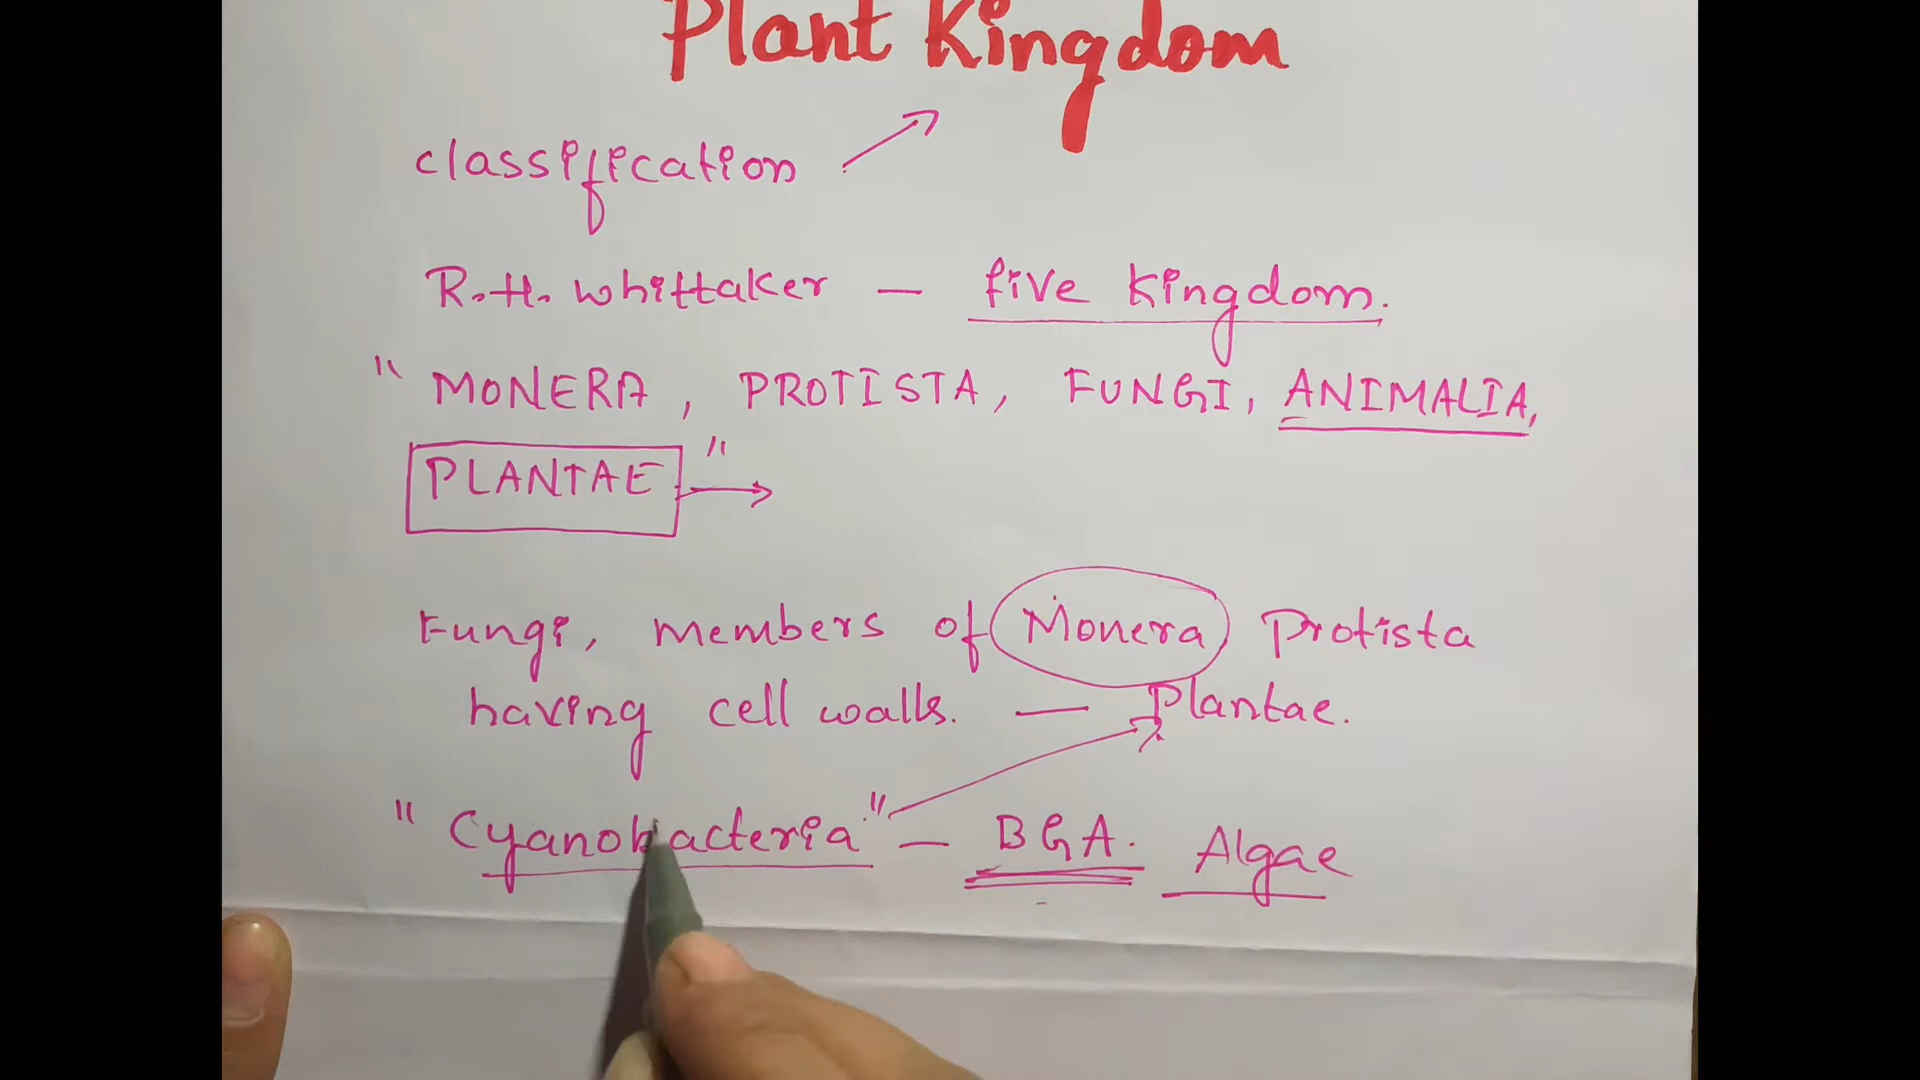 Plant Kingdom
classification
R.H. Whittaker — five Kingdom.
" MONERA, PROTISTA, FUNGI, ANIMALIA,
PLANTAE "
Fungi, members of Monera Protista
having cell walls. — Plantae.
" Cyanobacteria " — BGA. Algae